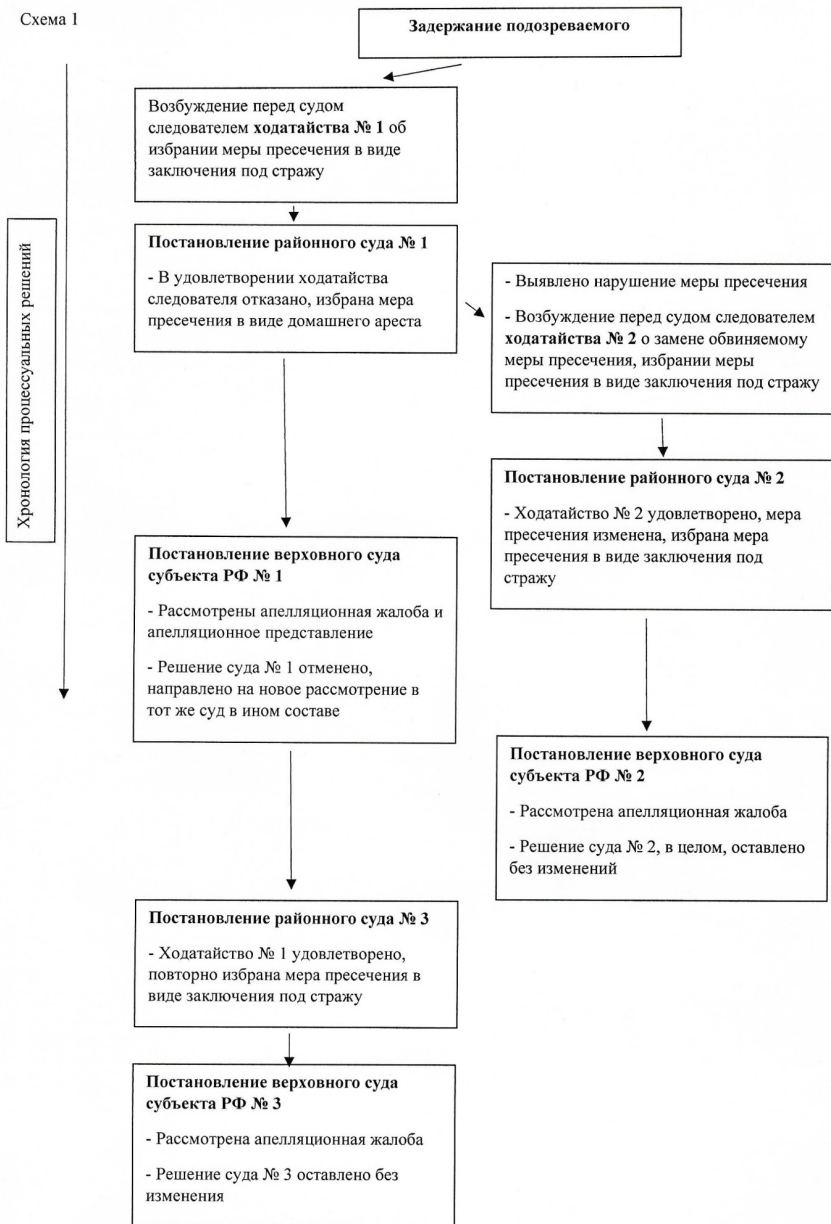 Схема 1
Задержание подозреваемого
Возбуждение перед судом
следователем ходатайства № 1 об
избрании меры пресечения в виде
заключения под стражу
Хронология процессуальных решений
Постановление районного суда № 1
- В удовлетворении ходатайства
следователя отказано, избрана мера
пресечения в виде домашнего ареста
- Выявлено нарушение меры пресечения
- Возбуждение перед судом следователем
ходатайства № 2 о замене обвиняемому
меры пресечения, избрании меры
пресечения в виде заключения под стражу
Постановление районного суда № 2
- Ходатайство № 2 удовлетворено, мера
пресечения изменена, избрана мера
пресечения в виде заключения под
стражу
Постановление верховного суда
субъекта РФ № 1
- Рассмотрены апелляционная жалоба и
апелляционное представление
- Решение суда № 1 отменено,
направлено на новое рассмотрение в
тот же суд в ином составе
Постановление верховного суда
субъекта РФ № 2
- Рассмотрена апелляционная жалоба
- Решение суда № 2, в целом, оставлено
без изменений
Постановление районного суда № 3
- Ходатайство № 1 удовлетворено,
повторно избрана мера пресечения в
виде заключения под стражу
Постановление верховного суда
субъекта РФ № 3
- Рассмотрена апелляционная жалоба
- Решение суда № 3 оставлено без
изменения